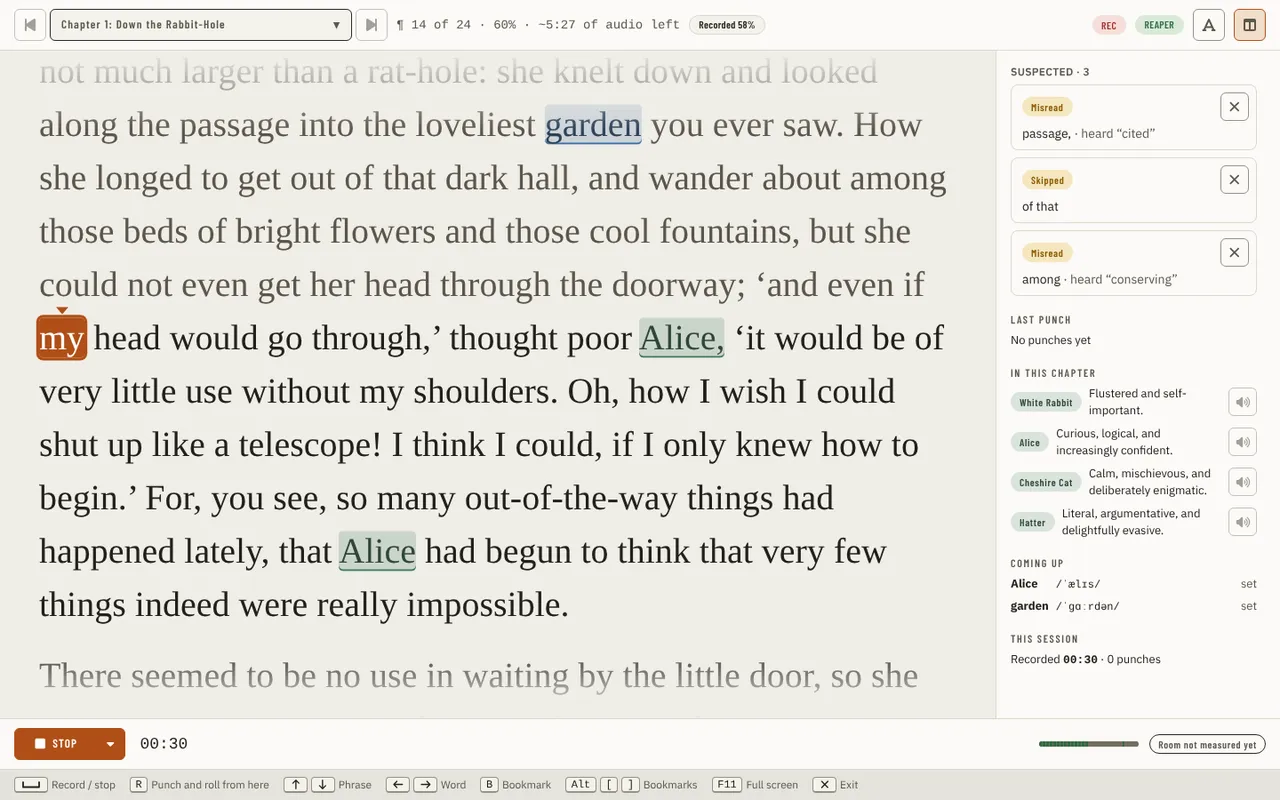 Chapter 1: Down the Rabbit-Hole
¶ 14 of 24 · 60% · ~5:27 of audio left
Recorded 58%
REC
REAPER
A
not much larger than a rat-hole: she knelt down and looked
along the passage into the loveliest garden you ever saw. How
she longed to get out of that dark hall, and wander about among
those beds of bright flowers and those cool fountains, but she
could not even get her head through the doorway; ‘and even if
my head would go through,’ thought poor Alice, ‘it would be of
very little use without my shoulders. Oh, how I wish I could
shut up like a telescope! I think I could, if I only knew how to
begin.’ For, you see, so many out-of-the-way things had
happened lately, that Alice had begun to think that very few
things indeed were really impossible.
There seemed to be no use in waiting by the little door, so she
SUSPECTED · 3
Misread
passage, · heard “cited”
Skipped
of that
Misread
among · heard “conserving”
LAST PUNCH
No punches yet
IN THIS CHAPTER
White Rabbit Flustered and self-
important.
Alice Curious, logical, and
increasingly confident.
Cheshire Cat Calm, mischievous, and
deliberately enigmatic.
Hatter Literal, argumentative, and
delightfully evasive.
COMING UP
Alice /ˈælɪs/ set
garden /ˈɡɑːrdən/ set
THIS SESSION
Recorded 00:30 · 0 punches
STOP
00:30
Room not measured yet
Record / stop
R Punch and roll from here
↑ ↓ Phrase
← → Word
B Bookmark
Alt [ ] Bookmarks
F11 Full screen
✕ Exit